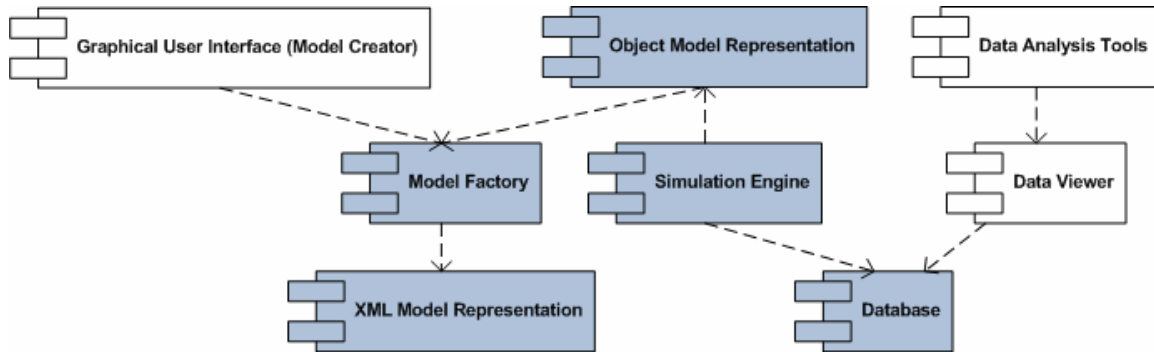 Graphical User Interface (Model Creator)
Object Model Representation
Data Analysis Tools
Model Factory
Simulation Engine
Data Viewer
XML Model Representation
Database